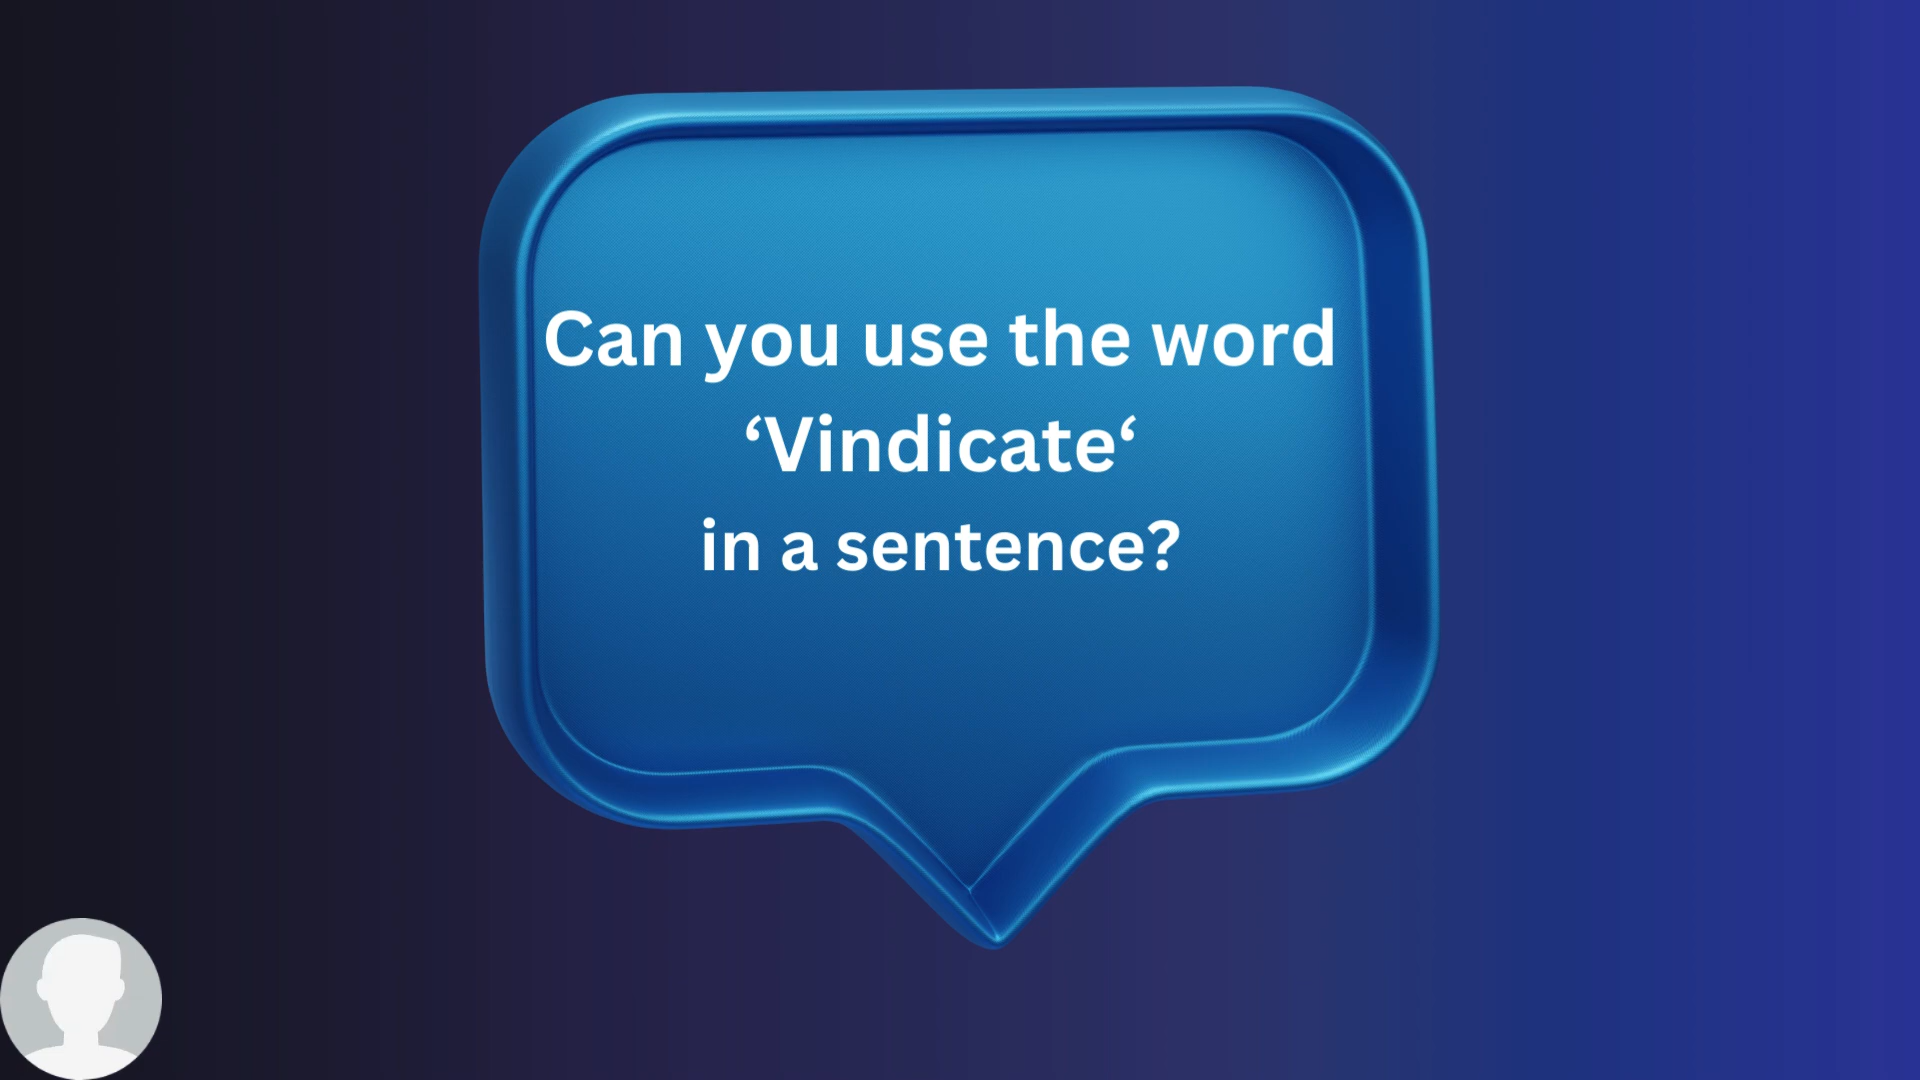 Can you use the word
‘Vindicate‘
in a sentence?